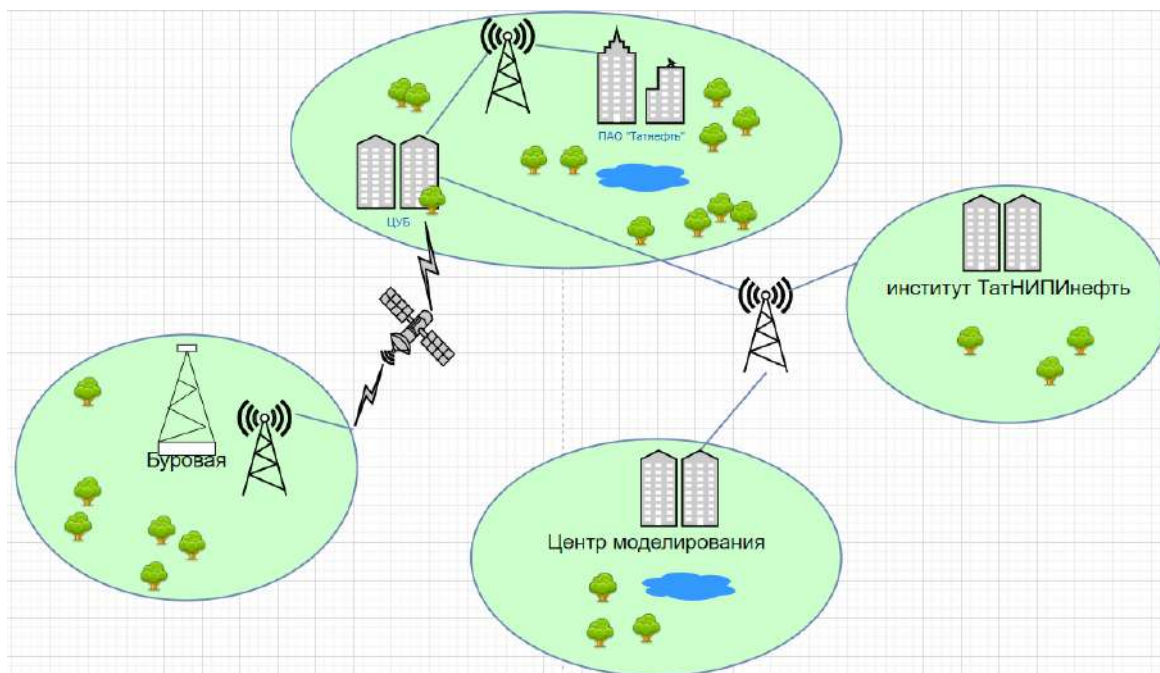 ПАО "Татнефть"
ЦУБ
институт ТатНИПИнефть
Буровая
Центр моделирования